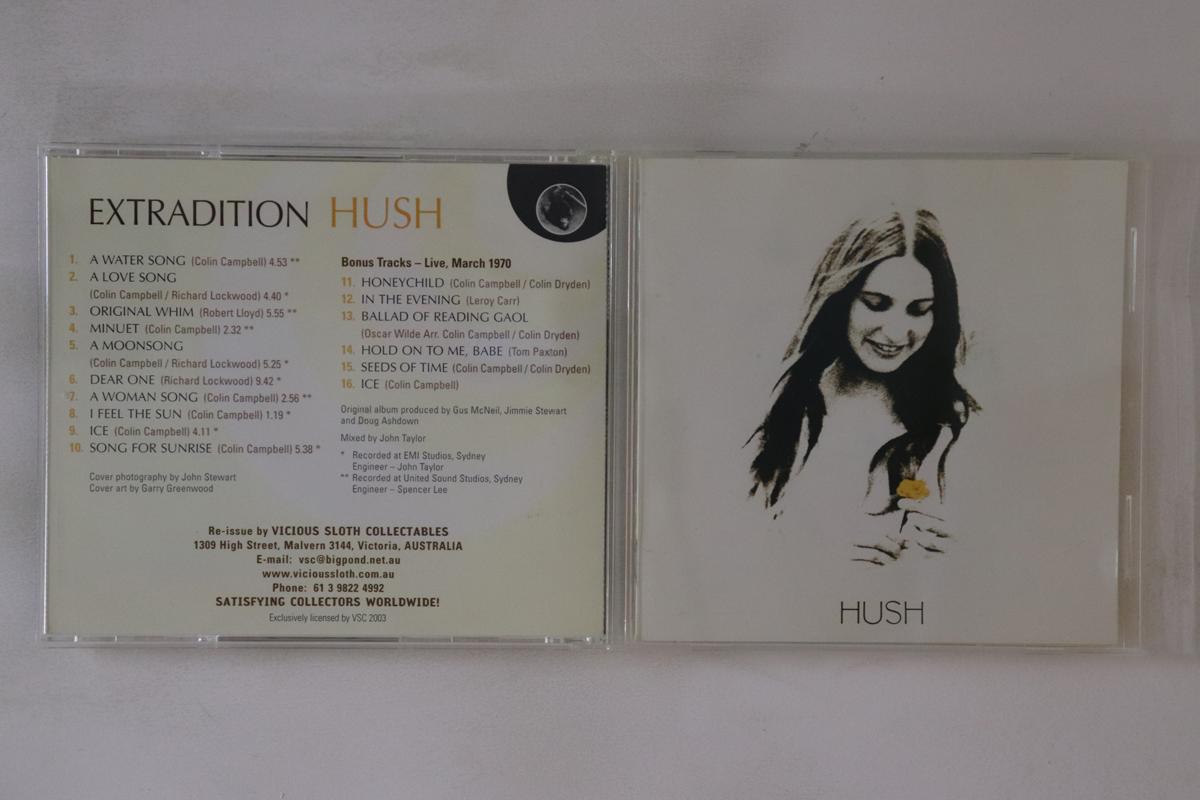 EXTRADITION HUSH
1. A WATER SONG (Colin Campbell) 4.53 **
2. A LOVE SONG
(Colin Campbell / Richard Lockwood) 4.40 *
3. ORIGINAL WHIM (Robert Lloyd) 5.55 **
4. MINUET (Colin Campbell) 2.32 **
5. A MOONSONG
(Colin Campbell / Richard Lockwood) 5.25 *
6. DEAR ONE (Richard Lockwood) 9.42 *
7. A WOMAN SONG (Colin Campbell) 2.56 **
8. I FEEL THE SUN (Colin Campbell) 1.19 *
9. ICE (Colin Campbell) 4.11 *
10. SONG FOR SUNRISE (Colin Campbell) 5.38 *
Cover photography by John Stewart
Cover art by Garry Greenwood
Bonus Tracks – Live, March 1970
11. HONEYCHILD (Colin Campbell / Colin Dryden)
12. IN THE EVENING (Leroy Carr)
13. BALLAD OF READING GAOL
(Oscar Wilde Arr. Colin Campbell / Colin Dryden)
14. HOLD ON TO ME, BABE (Tom Paxton)
15. SEEDS OF TIME (Colin Campbell / Colin Dryden)
16. ICE (Colin Campbell)
Original album produced by Gus McNeil, Jimmie Stewart
and Doug Ashdown
Mixed by John Taylor
* Recorded at EMI Studios, Sydney
Engineer – John Taylor
** Recorded at United Sound Studios, Sydney
Engineer – Spencer Lee
Re-issue by VICIOUS SLOTH COLLECTABLES
1309 High Street, Malvern 3144, Victoria, AUSTRALIA
E-mail: vsc@bigpond.net.au
www.vicioussloth.com.au
Phone: 61 3 9822 4992
SATISFYING COLLECTORS WORLDWIDE!
Exclusively licensed by VSC 2003
HUSH